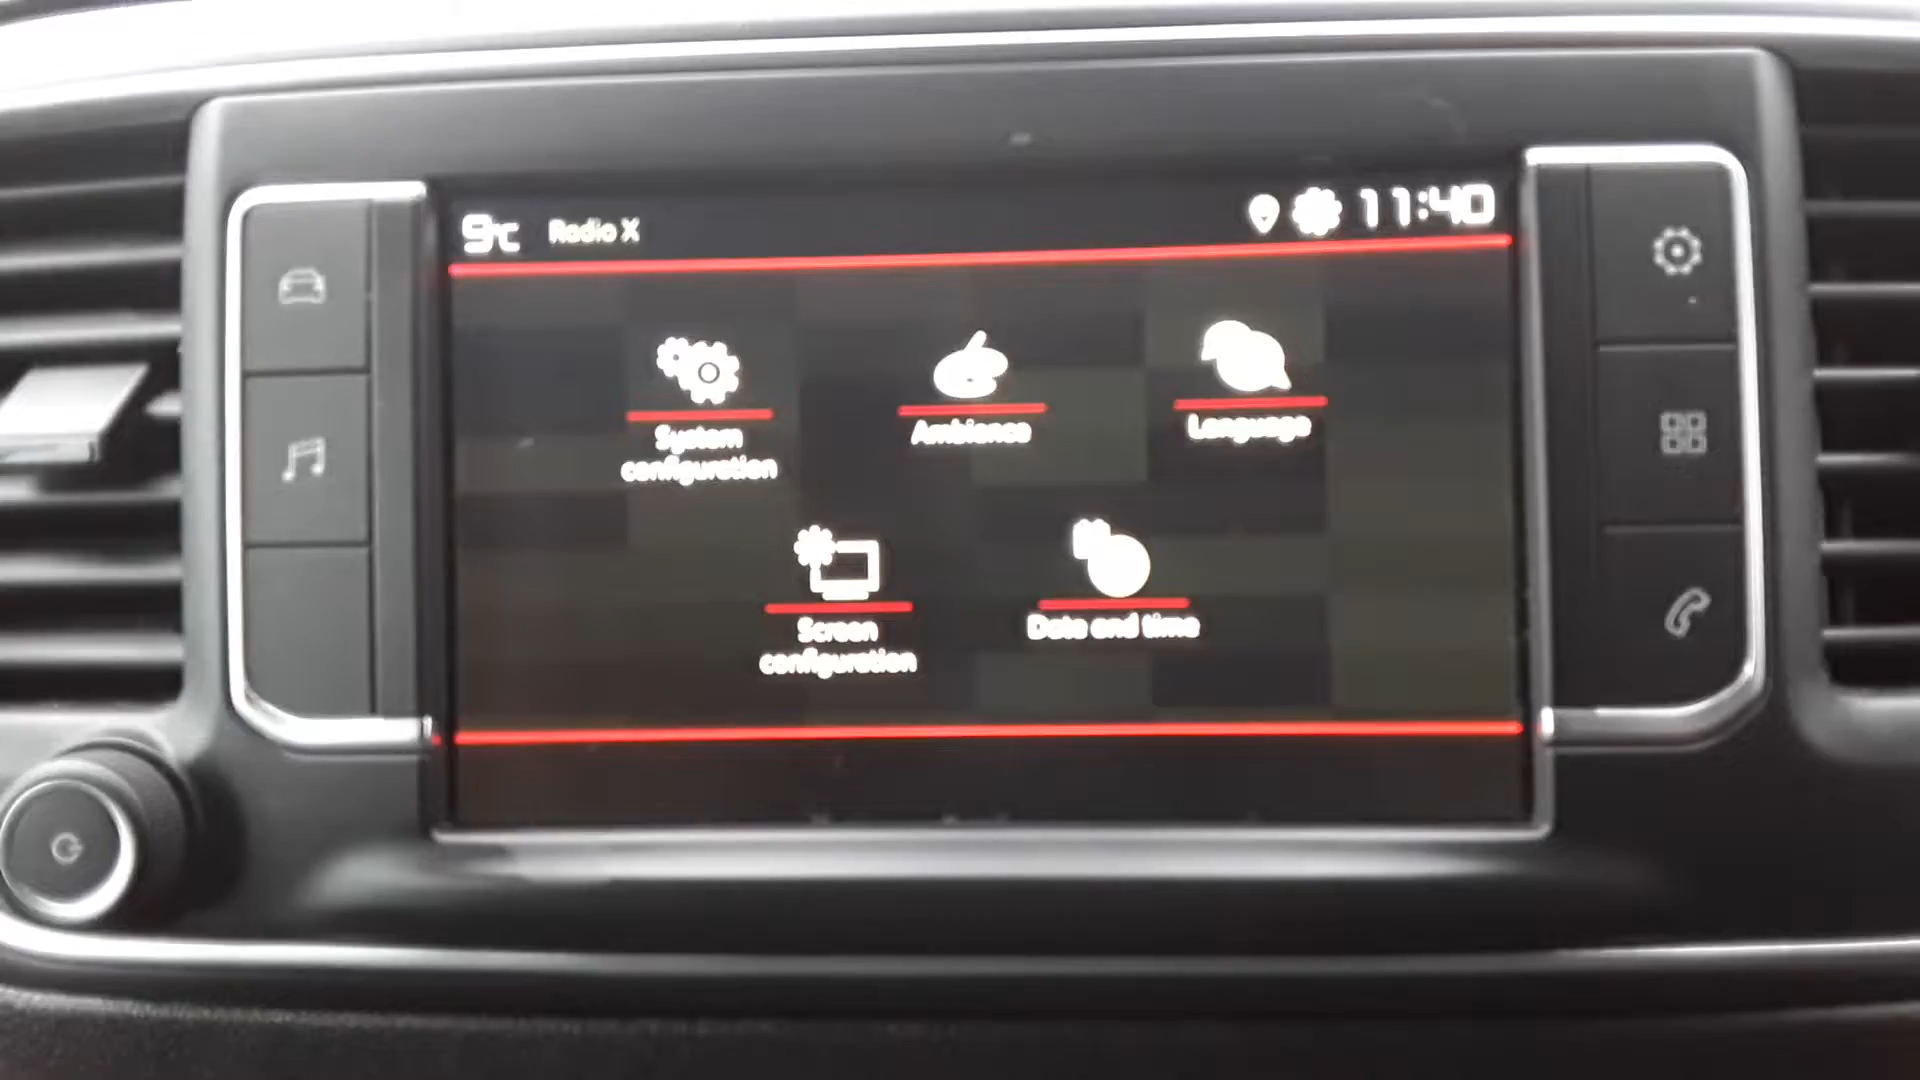 9°C Radio X 11:40
System
configuration
Ambience
Language
Screen
configuration
Date and time